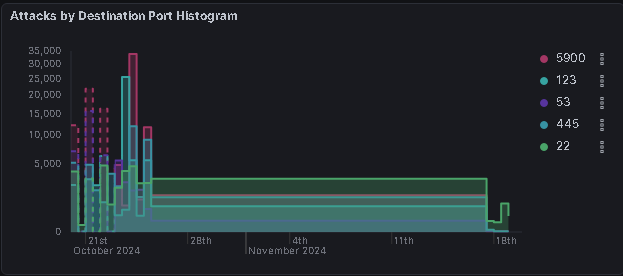 Attacks by Destination Port Histogram
35,000
30,000
25,000
20,000
15,000
10,000
5,000
0
21st
28th
4th
11th
18th
October 2024
November 2024
5900
123
53
445
22